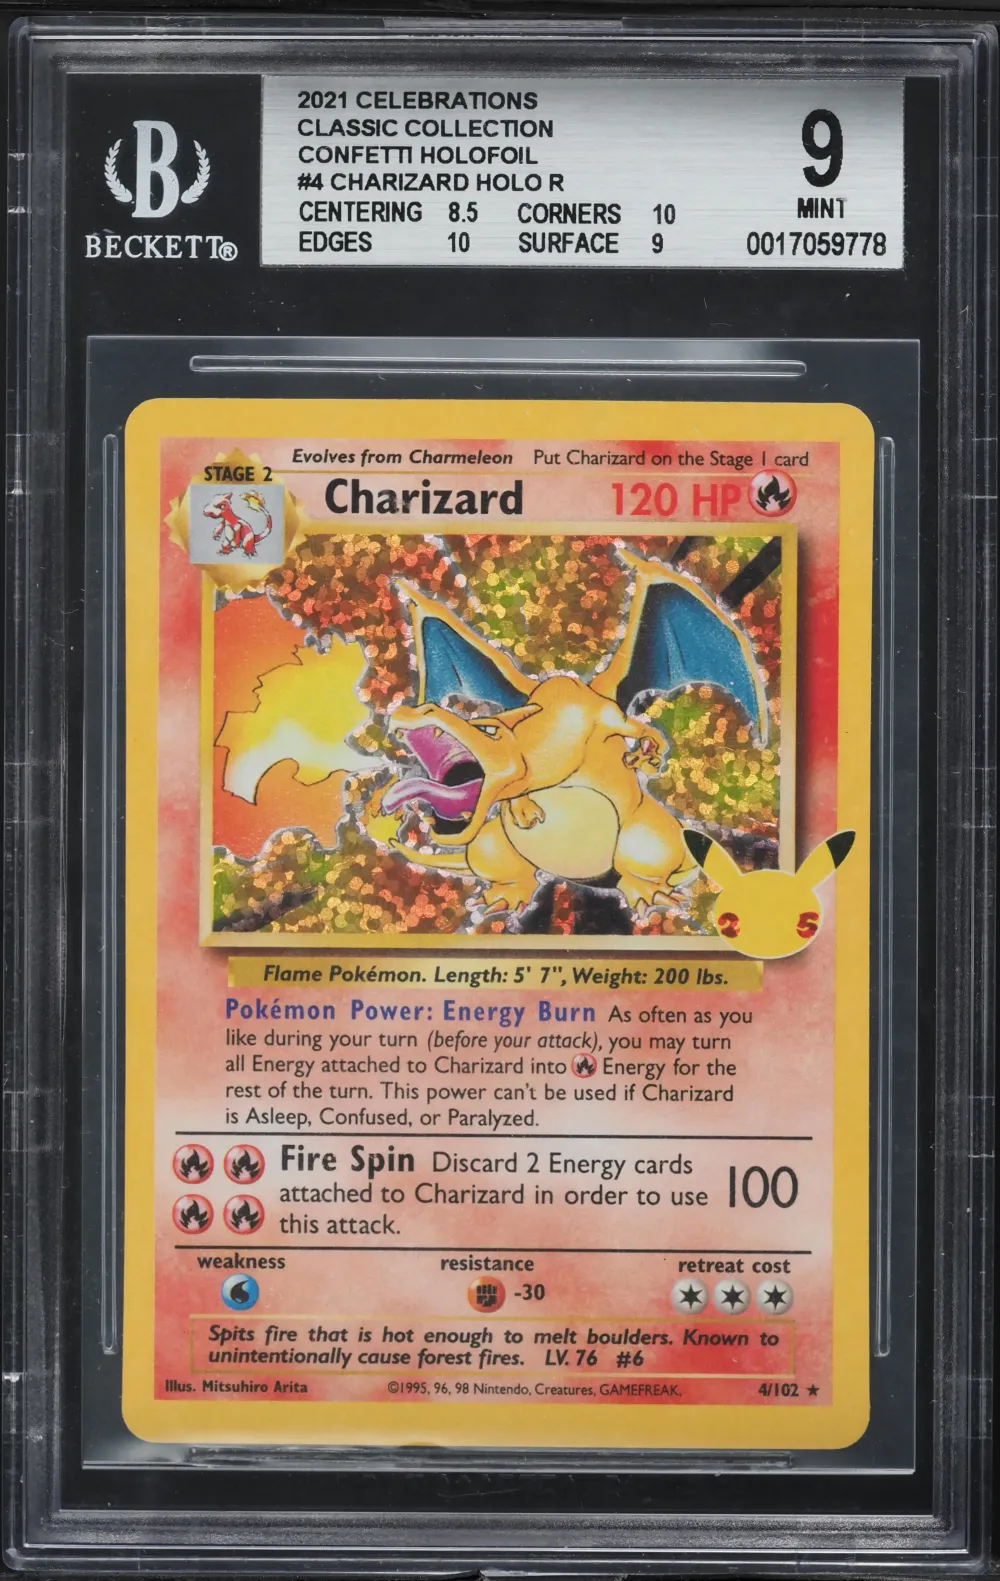 2021 CELEBRATIONS
CLASSIC COLLECTION
CONFETTI HOLOFOIL
#4 CHARIZARD HOLO R
CENTERING 8.5 CORNERS 10
EDGES 10 SURFACE 9
9
MINT
0017059778
B
BECKETT®
Evolves from Charmeleon Put Charizard on the Stage 1 card
STAGE 2
Charizard 120 HP
25
Flame Pokémon. Length: 5' 7", Weight: 200 lbs.
Pokémon Power: Energy Burn As often as you
like during your turn (before your attack), you may turn
all Energy attached to Charizard into Energy for the
rest of the turn. This power can't be used if Charizard
is Asleep, Confused, or Paralyzed.
Fire Spin Discard 2 Energy cards
attached to Charizard in order to use
this attack.
100
weakness resistance retreat cost
-30
Spits fire that is hot enough to melt boulders. Known to
unintentionally cause forest fires. LV. 76 #6
Illus. Mitsuhiro Arita ©1995, 96, 98 Nintendo, Creatures, GAMEFREAK. 4/102 ★